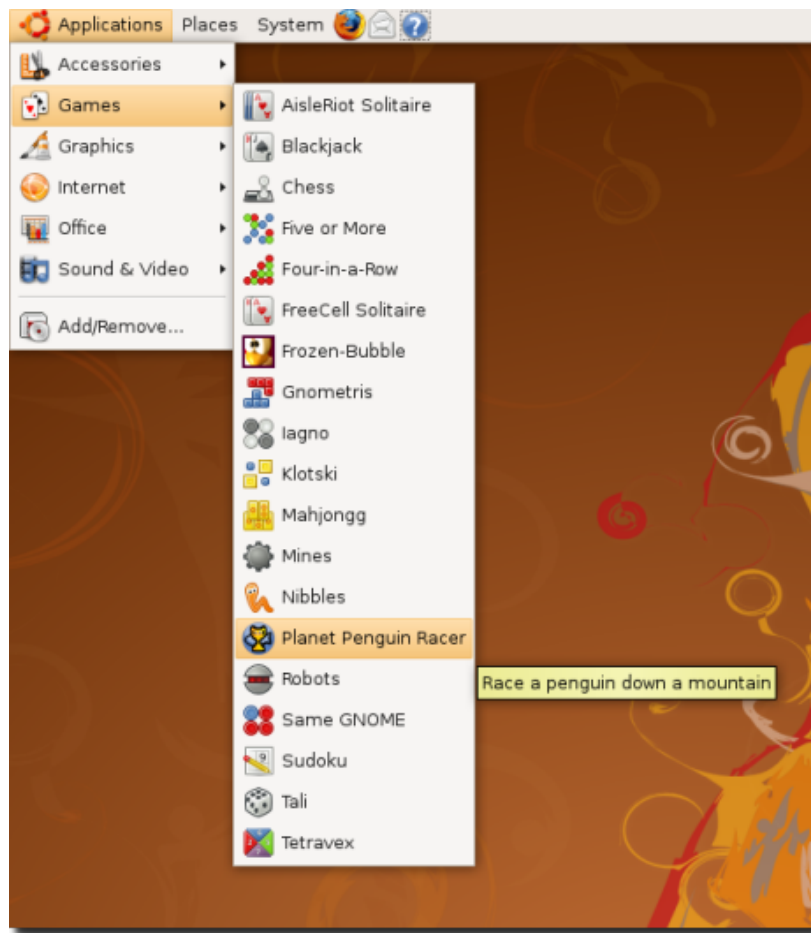 Applications Places System
Accessories
Games
Graphics
Internet
Office
Sound & Video
Add/Remove...
AisleRiot Solitaire
Blackjack
Chess
Five or More
Four-in-a-Row
FreeCell Solitaire
Frozen-Bubble
Gnometris
Iagno
Klotski
Mahjongg
Mines
Nibbles
Planet Penguin Racer
Robots
Same GNOME
Sudoku
Tali
Tetravex
Race a penguin down a mountain